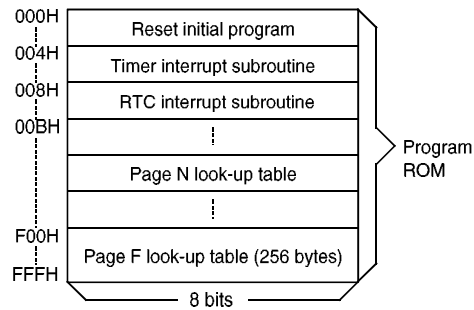 000H
Reset initial program
004H
Timer interrupt subroutine
008H
RTC interrupt subroutine
00BH
Page N look-up table
Program
ROM
F00H
Page F look-up table (256 bytes)
FFFH
8 bits